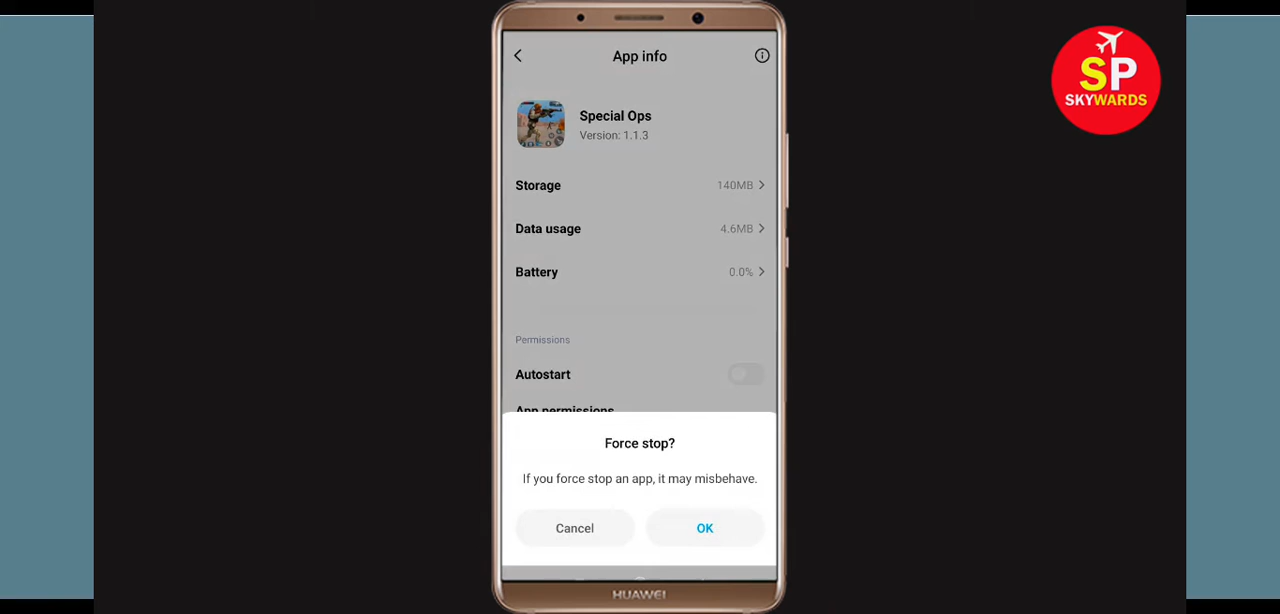 App info
SP
SKYWARDS
Special Ops
Version: 1.1.3
Storage 140MB
Data usage 4.6MB
Battery 0.0%
Permissions
Autostart
App permissions
Force stop?
If you force stop an app, it may misbehave.
Cancel OK
HUAWEI